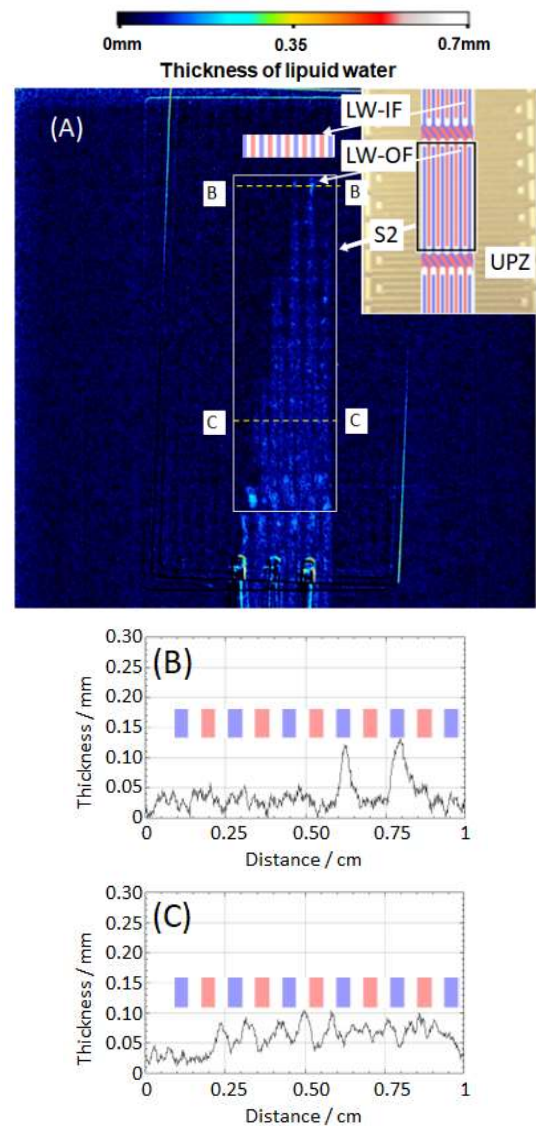 0mm 0.35 0.7mm
Thickness of lipuid water
(A)
LW-IF
LW-OF
B B
S2
UPZ
C C
(B)
Thickness / mm
0.30
0.25
0.20
0.15
0.10
0.05
0
0 0.25 0.50 0.75 1
Distance / cm
(C)
Thickness / mm
0.30
0.25
0.20
0.15
0.10
0.05
0
0 0.25 0.50 0.75 1
Distance / cm